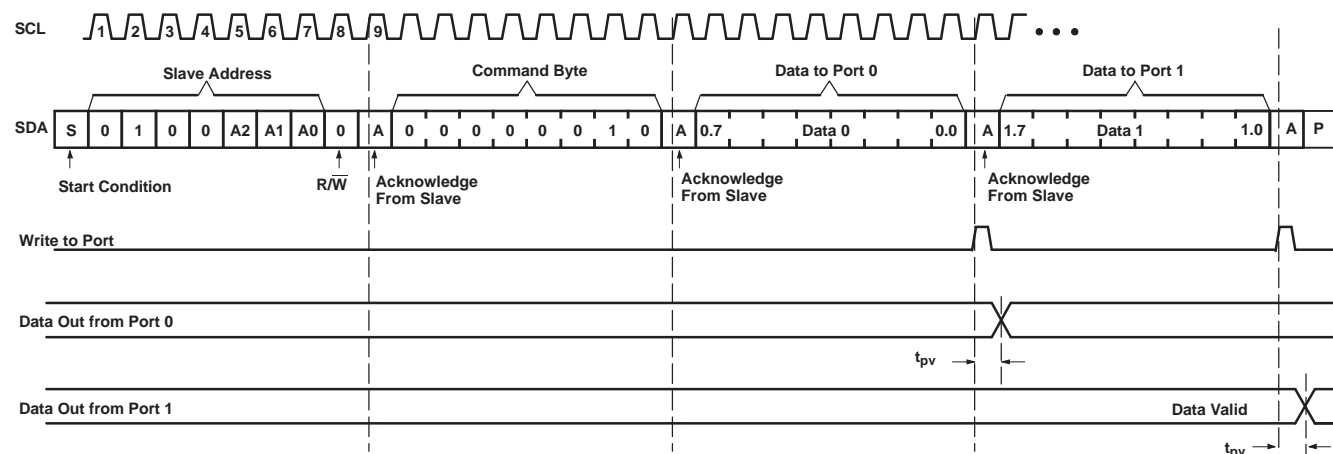 SCL
1 2 3 4 5 6 7 8 9
Slave Address Command Byte Data to Port 0 Data to Port 1
SDA S 0 1 0 0 A2 A1 A0 0 A 0 0 0 0 0 0 1 0 A 0.7 Data 0 0.0 A 1.7 Data 1 1.0 A P
Start Condition R/W̅ Acknowledge From Slave Acknowledge From Slave Acknowledge From Slave
Write to Port
Data Out from Port 0
tpv
Data Out from Port 1 Data Valid
tpv